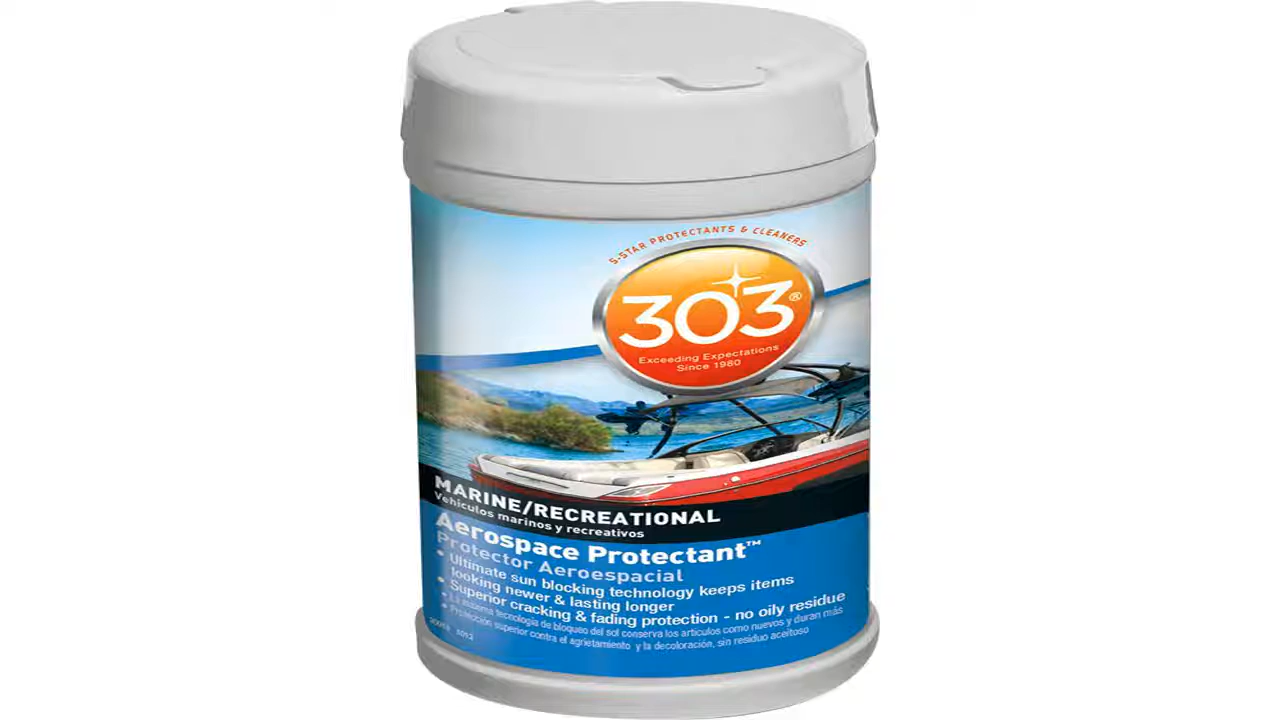 5-STAR PROTECTANTS & CLEANERS
303®
Exceeding Expectations
Since 1980
MARINE/RECREATIONAL
Vehículos marinos y recreativos
Aerospace Protectant™
Protector Aeroespacial
• Ultimate sun blocking technology keeps items
looking newer & lasting longer
• Superior cracking & fading protection - no oily residue
• La máxima tecnología de bloqueo del sol conserva los artículos como nuevos y duran más
• Protección superior contra el agrietamiento y la decoloración, sin residuo aceitoso